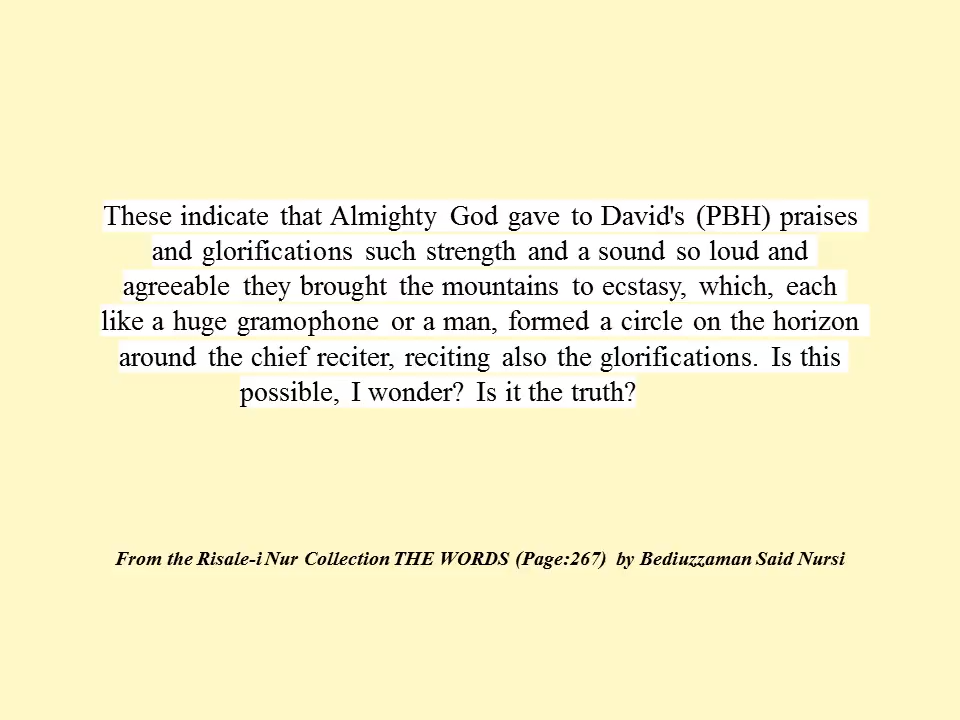 These indicate that Almighty God gave to David's (PBH) praises
and glorifications such strength and a sound so loud and
agreeable they brought the mountains to ecstasy, which, each
like a huge gramophone or a man, formed a circle on the horizon
around the chief reciter, reciting also the glorifications. Is this
possible, I wonder? Is it the truth?
From the Risale-i Nur Collection THE WORDS (Page:267) by Bediuzzaman Said Nursi